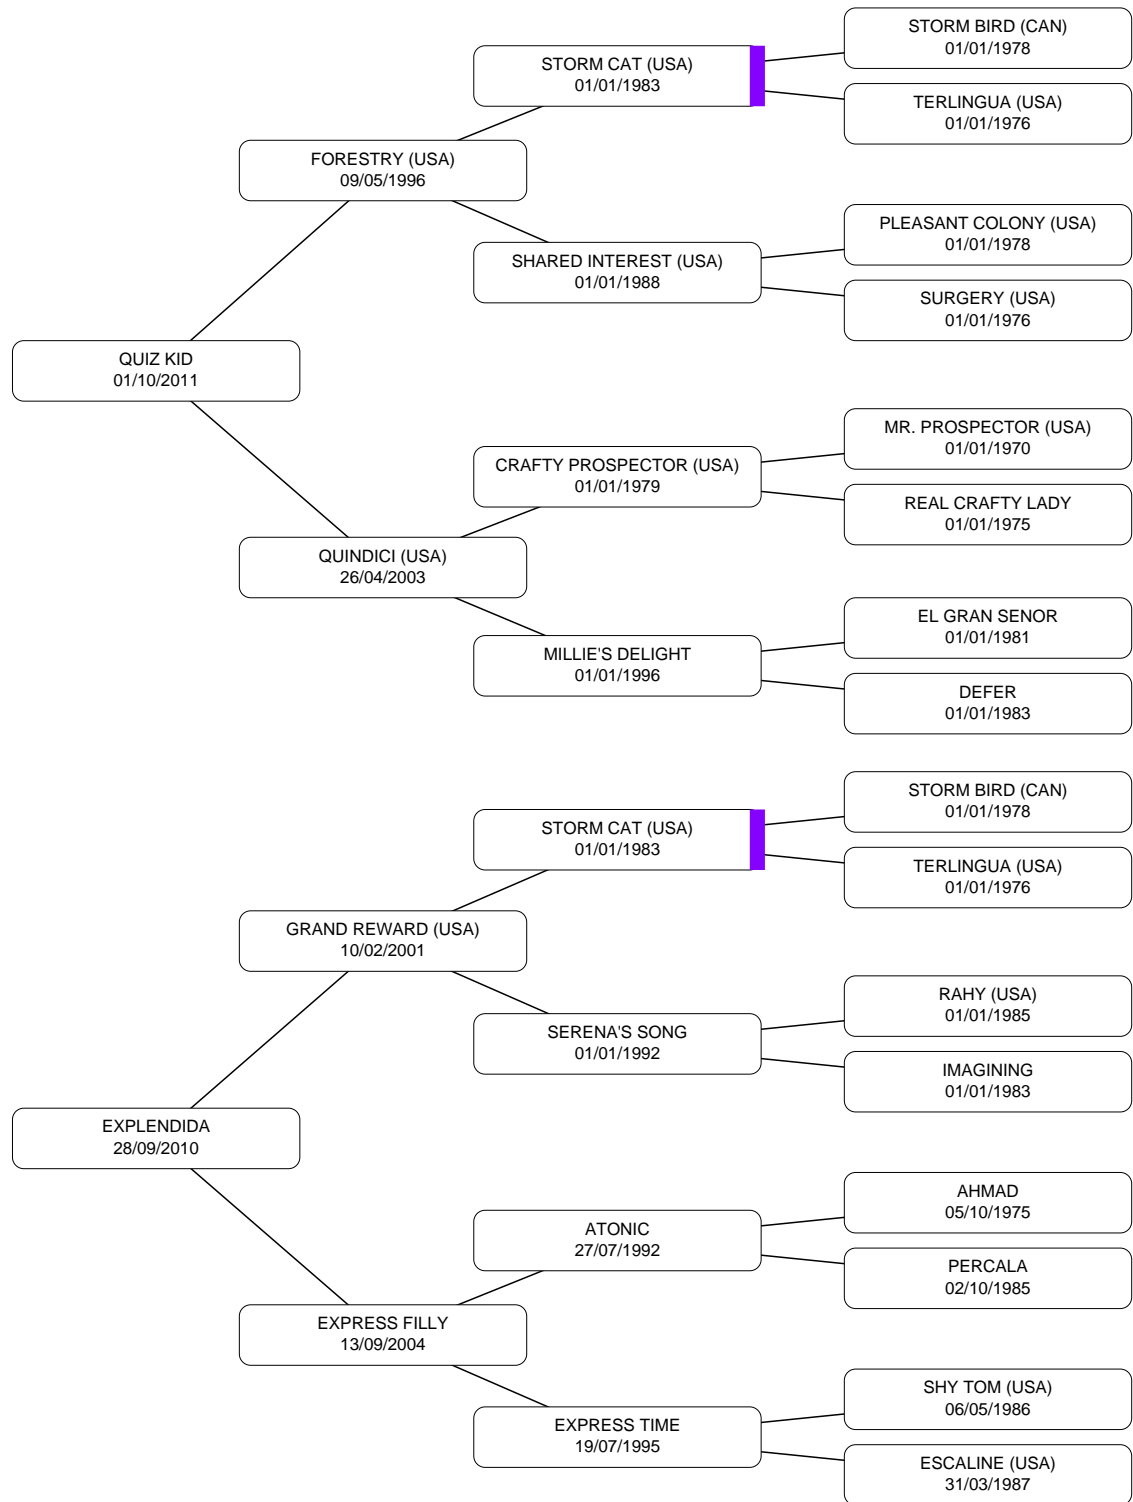 STORM BIRD (CAN)
01/01/1978
STORM CAT (USA)
01/01/1983
TERLINGUA (USA)
01/01/1976
FORESTRY (USA)
09/05/1996
PLEASANT COLONY (USA)
01/01/1978
SHARED INTEREST (USA)
01/01/1988
SURGERY (USA)
01/01/1976
QUIZ KID
01/10/2011
MR. PROSPECTOR (USA)
01/01/1970
CRAFTY PROSPECTOR (USA)
01/01/1979
REAL CRAFTY LADY
01/01/1975
QUINDICI (USA)
26/04/2003
EL GRAN SENOR
01/01/1981
MILLIE'S DELIGHT
01/01/1996
DEFER
01/01/1983
STORM BIRD (CAN)
01/01/1978
STORM CAT (USA)
01/01/1983
TERLINGUA (USA)
01/01/1976
GRAND REWARD (USA)
10/02/2001
RAHY (USA)
01/01/1985
SERENA'S SONG
01/01/1992
IMAGINING
01/01/1983
EXPLENDIDA
28/09/2010
AHMAD
05/10/1975
ATONIC
27/07/1992
PERCALA
02/10/1985
EXPRESS FILLY
13/09/2004
SHY TOM (USA)
06/05/1986
EXPRESS TIME
19/07/1995
ESCALINE (USA)
31/03/1987